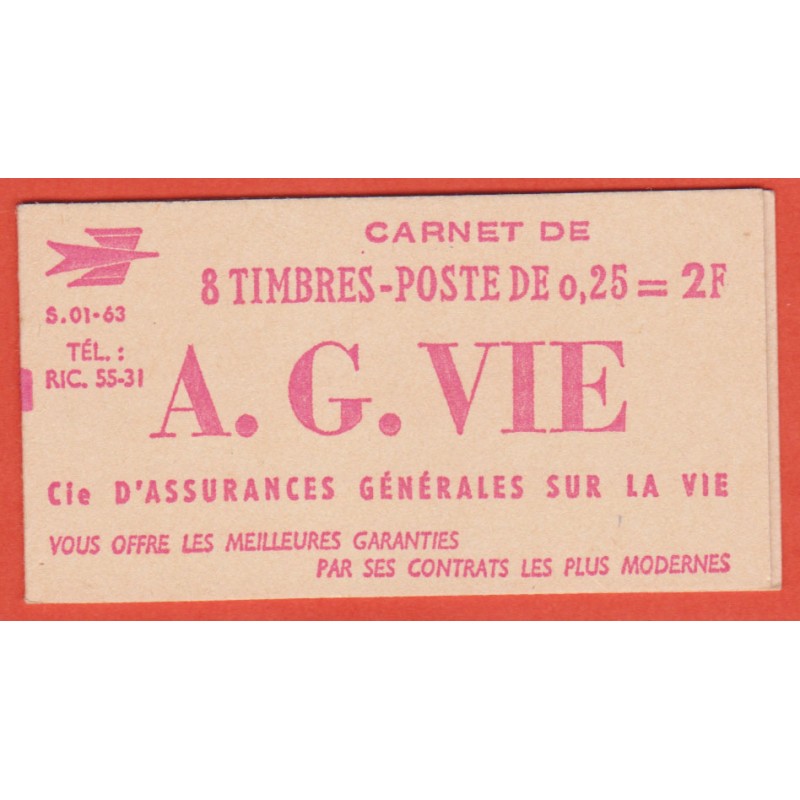 CARNET DE
8 TIMBRES-POSTE DE 0,25 = 2F
S.01-63
TÉL. :
RIC. 55-31
A. G. VIE
Cie D'ASSURANCES GÉNÉRALES SUR LA VIE
VOUS OFFRE LES MEILLEURES GARANTIES
PAR SES CONTRATS LES PLUS MODERNES